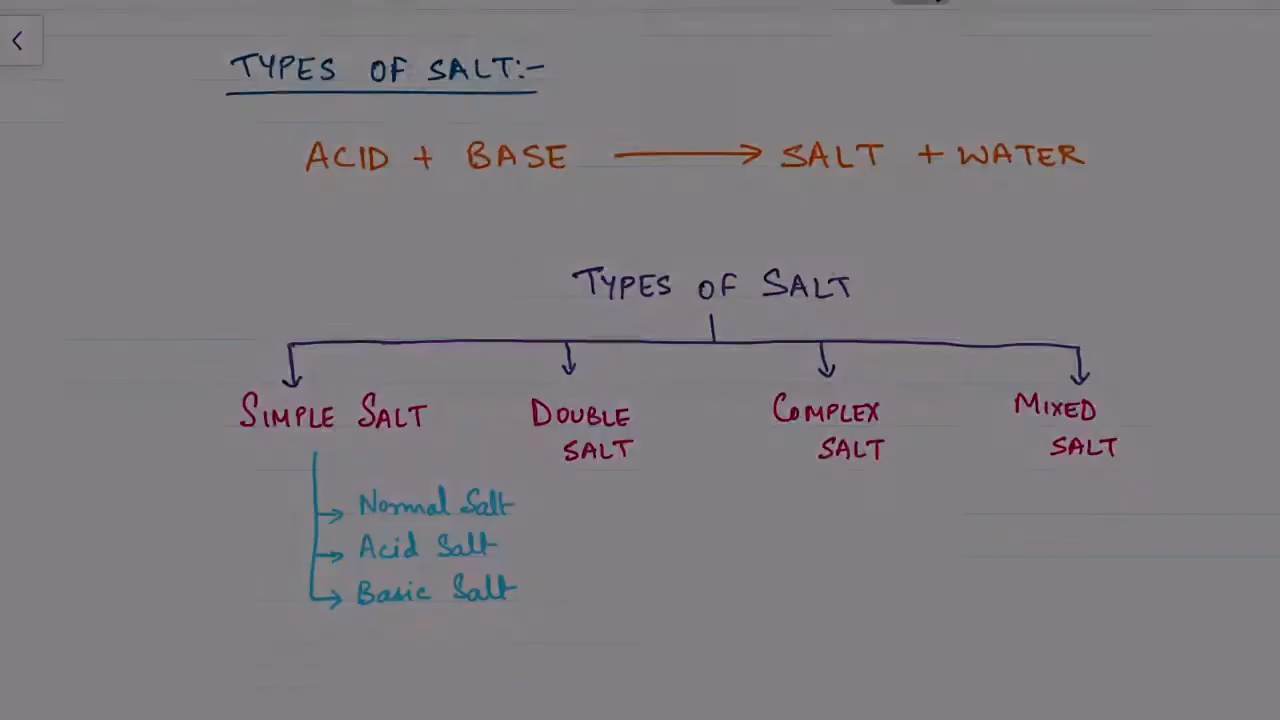 TYPES OF SALT:-
ACID + BASE ⟶ SALT + WATER
TYPES OF SALT
SIMPLE SALT
DOUBLE
SALT
COMPLEX
SALT
MIXED
SALT
Normal Salt
Acid Salt
Basic Salt